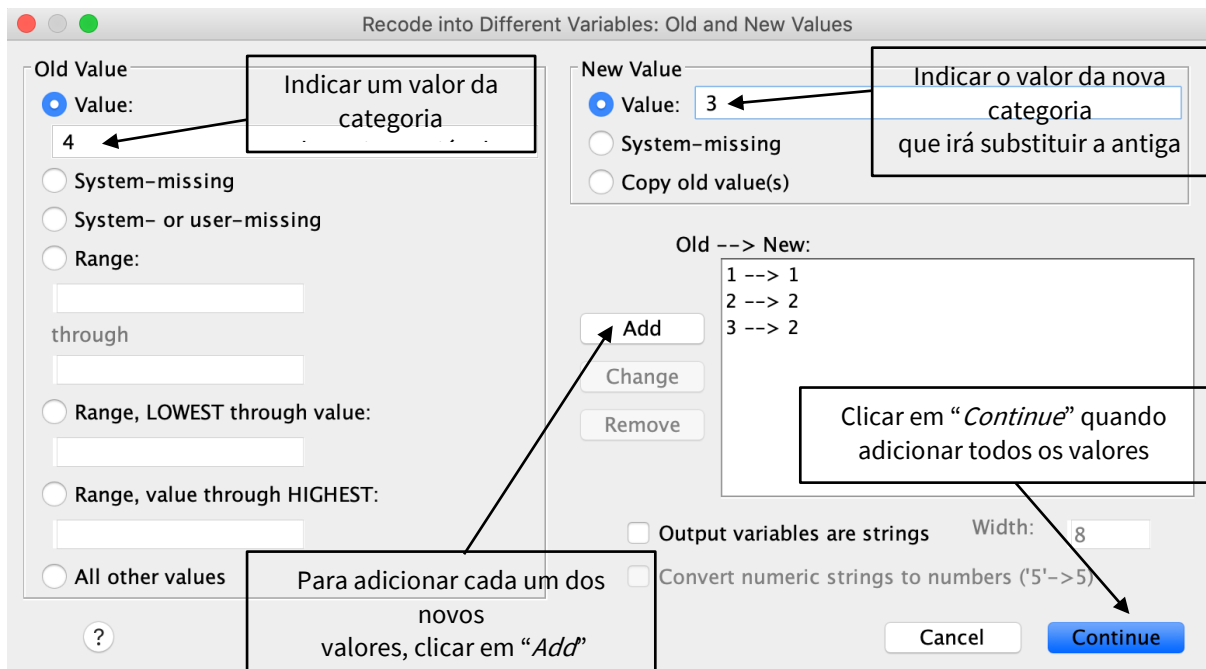 Recode into Different Variables: Old and New Values
Old Value
Value:
4
Indicar um valor da
categoria
System-missing
System- or user-missing
Range:
through
Range, LOWEST through value:
Range, value through HIGHEST:
All other values
New Value
Value:
3
Indicar o valor da nova
categoria
que irá substituir a antiga
System-missing
Copy old value(s)
Old --> New:
1 --> 1
2 --> 2
3 --> 2
Add
Change
Remove
Clicar em “Continue” quando
adicionar todos os valores
Output variables are strings
Width:
8
Convert numeric strings to numbers ('5'->5)
Para adicionar cada um dos
novos
valores, clicar em “Add”
?
Cancel
Continue